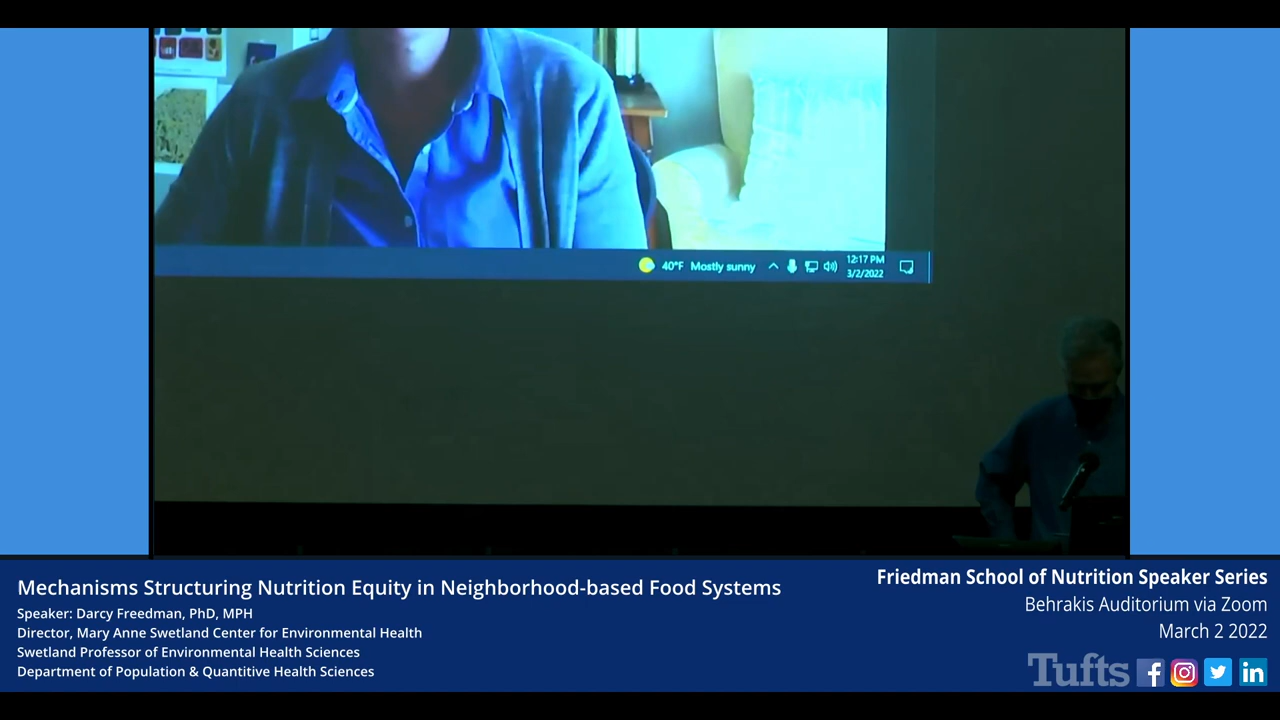 40°F Mostly sunny
12:17 PM
3/2/2022
Mechanisms Structuring Nutrition Equity in Neighborhood-based Food Systems
Speaker: Darcy Freedman, PhD, MPH
Director, Mary Anne Swetland Center for Environmental Health
Swetland Professor of Environmental Health Sciences
Department of Population & Quantitative Health Sciences
Friedman School of Nutrition Speaker Series
Behrakis Auditorium via Zoom
March 2 2022
Tufts